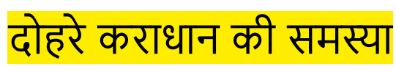 दोहरे कराधान की समस्या